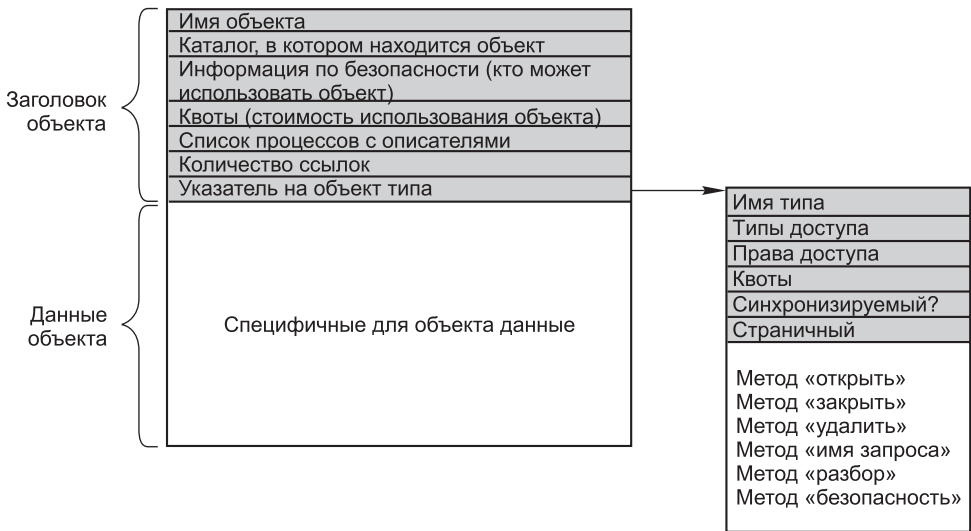 Заголовок
объекта
Имя объекта
Каталог, в котором находится объект
Информация по безопасности (кто может
использовать объект)
Квоты (стоимость использования объекта)
Список процессов с описателями
Количество ссылок
Указатель на объект типа
Данные
объекта
Специфичные для объекта данные
Имя типа
Типы доступа
Права доступа
Квоты
Синхронизируемый?
Страничный
Метод «открыть»
Метод «закрыть»
Метод «удалить»
Метод «имя запроса»
Метод «разбор»
Метод «безопасность»